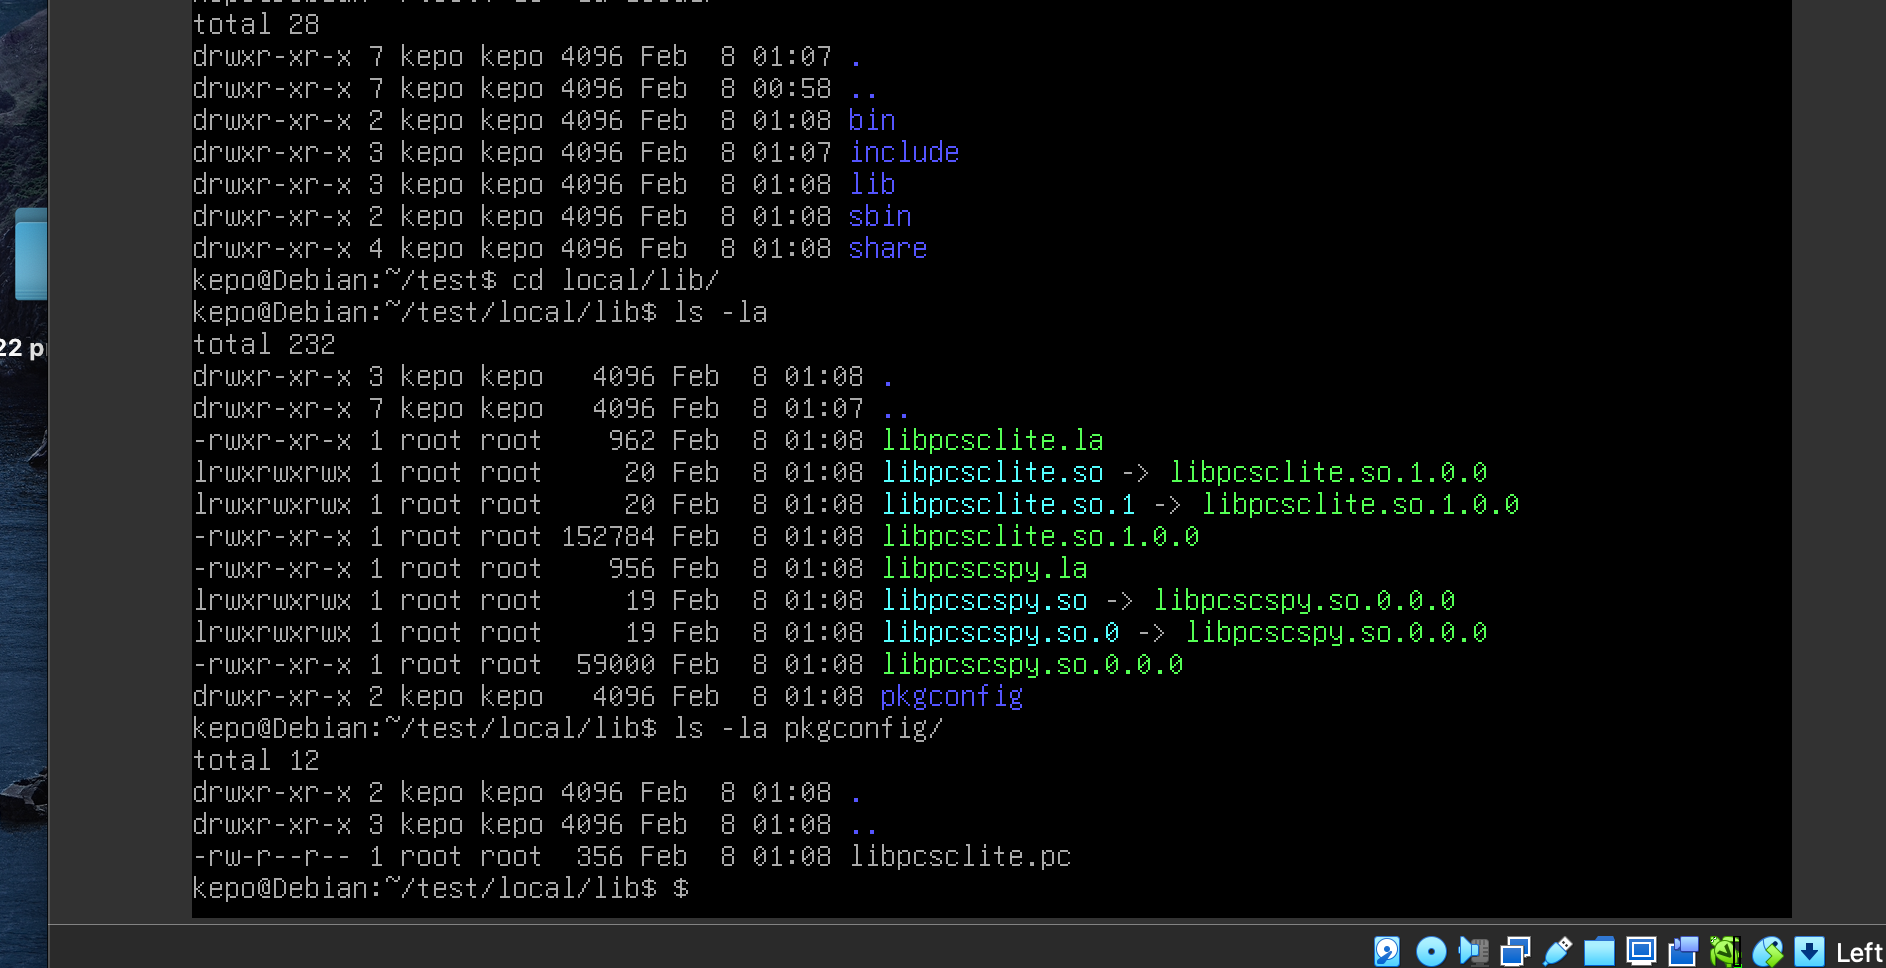 total 28
drwxr-xr-x 7 kepo kepo 4096 Feb  8 01:07 .
drwxr-xr-x 7 kepo kepo 4096 Feb  8 00:58 ..
drwxr-xr-x 2 kepo kepo 4096 Feb  8 01:08 bin
drwxr-xr-x 3 kepo kepo 4096 Feb  8 01:07 include
drwxr-xr-x 3 kepo kepo 4096 Feb  8 01:08 lib
drwxr-xr-x 2 kepo kepo 4096 Feb  8 01:08 sbin
drwxr-xr-x 4 kepo kepo 4096 Feb  8 01:08 share
kepo@Debian:~/test$ cd local/lib/
kepo@Debian:~/test/local/lib$ ls -la
total 232
drwxr-xr-x 3 kepo kepo   4096 Feb  8 01:08 .
drwxr-xr-x 7 kepo kepo   4096 Feb  8 01:07 ..
-rwxr-xr-x 1 root root    962 Feb  8 01:08 libpcsclite.la
lrwxrwxrwx 1 root root     20 Feb  8 01:08 libpcsclite.so -> libpcsclite.so.1.0.0
lrwxrwxrwx 1 root root     20 Feb  8 01:08 libpcsclite.so.1 -> libpcsclite.so.1.0.0
-rwxr-xr-x 1 root root 152784 Feb  8 01:08 libpcsclite.so.1.0.0
-rwxr-xr-x 1 root root    956 Feb  8 01:08 libpcscspy.la
lrwxrwxrwx 1 root root     19 Feb  8 01:08 libpcscspy.so -> libpcscspy.so.0.0.0
lrwxrwxrwx 1 root root     19 Feb  8 01:08 libpcscspy.so.0 -> libpcscspy.so.0.0.0
-rwxr-xr-x 1 root root  59000 Feb  8 01:08 libpcscspy.so.0.0.0
drwxr-xr-x 2 kepo kepo   4096 Feb  8 01:08 pkgconfig
kepo@Debian:~/test/local/lib$ ls -la pkgconfig/
total 12
drwxr-xr-x 2 kepo kepo 4096 Feb  8 01:08 .
drwxr-xr-x 3 kepo kepo 4096 Feb  8 01:08 ..
-rw-r--r-- 1 root root  356 Feb  8 01:08 libpcsclite.pc
kepo@Debian:~/test/local/lib$ $
22 p
Left